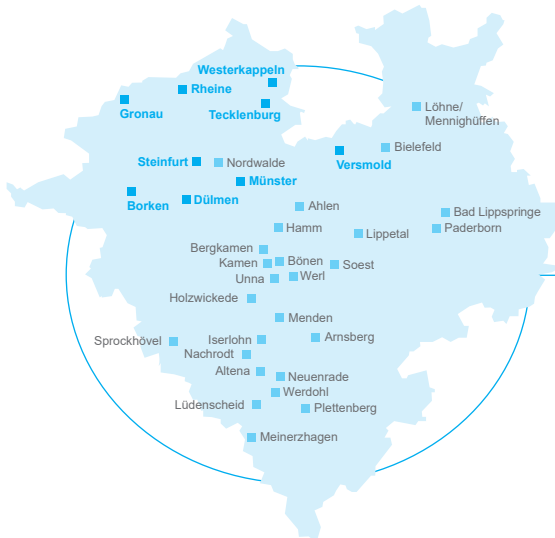 Westerkappeln
Rheine
Gronau
Tecklenburg
Löhne/
Mennighüffen
Bielefeld
Steinfurt
Nordwalde
Versmold
Münster
Borken
Dülmen
Ahlen
Bad Lippspringe
Paderborn
Hamm
Lippetal
Bergkamen
Kamen
Bönen
Soest
Unna
Werl
Holzwickede
Menden
Sprockhövel
Iserlohn
Arnsberg
Nachrodt
Altena
Neuenrade
Werdohl
Lüdenscheid
Plettenberg
Meinerzhagen